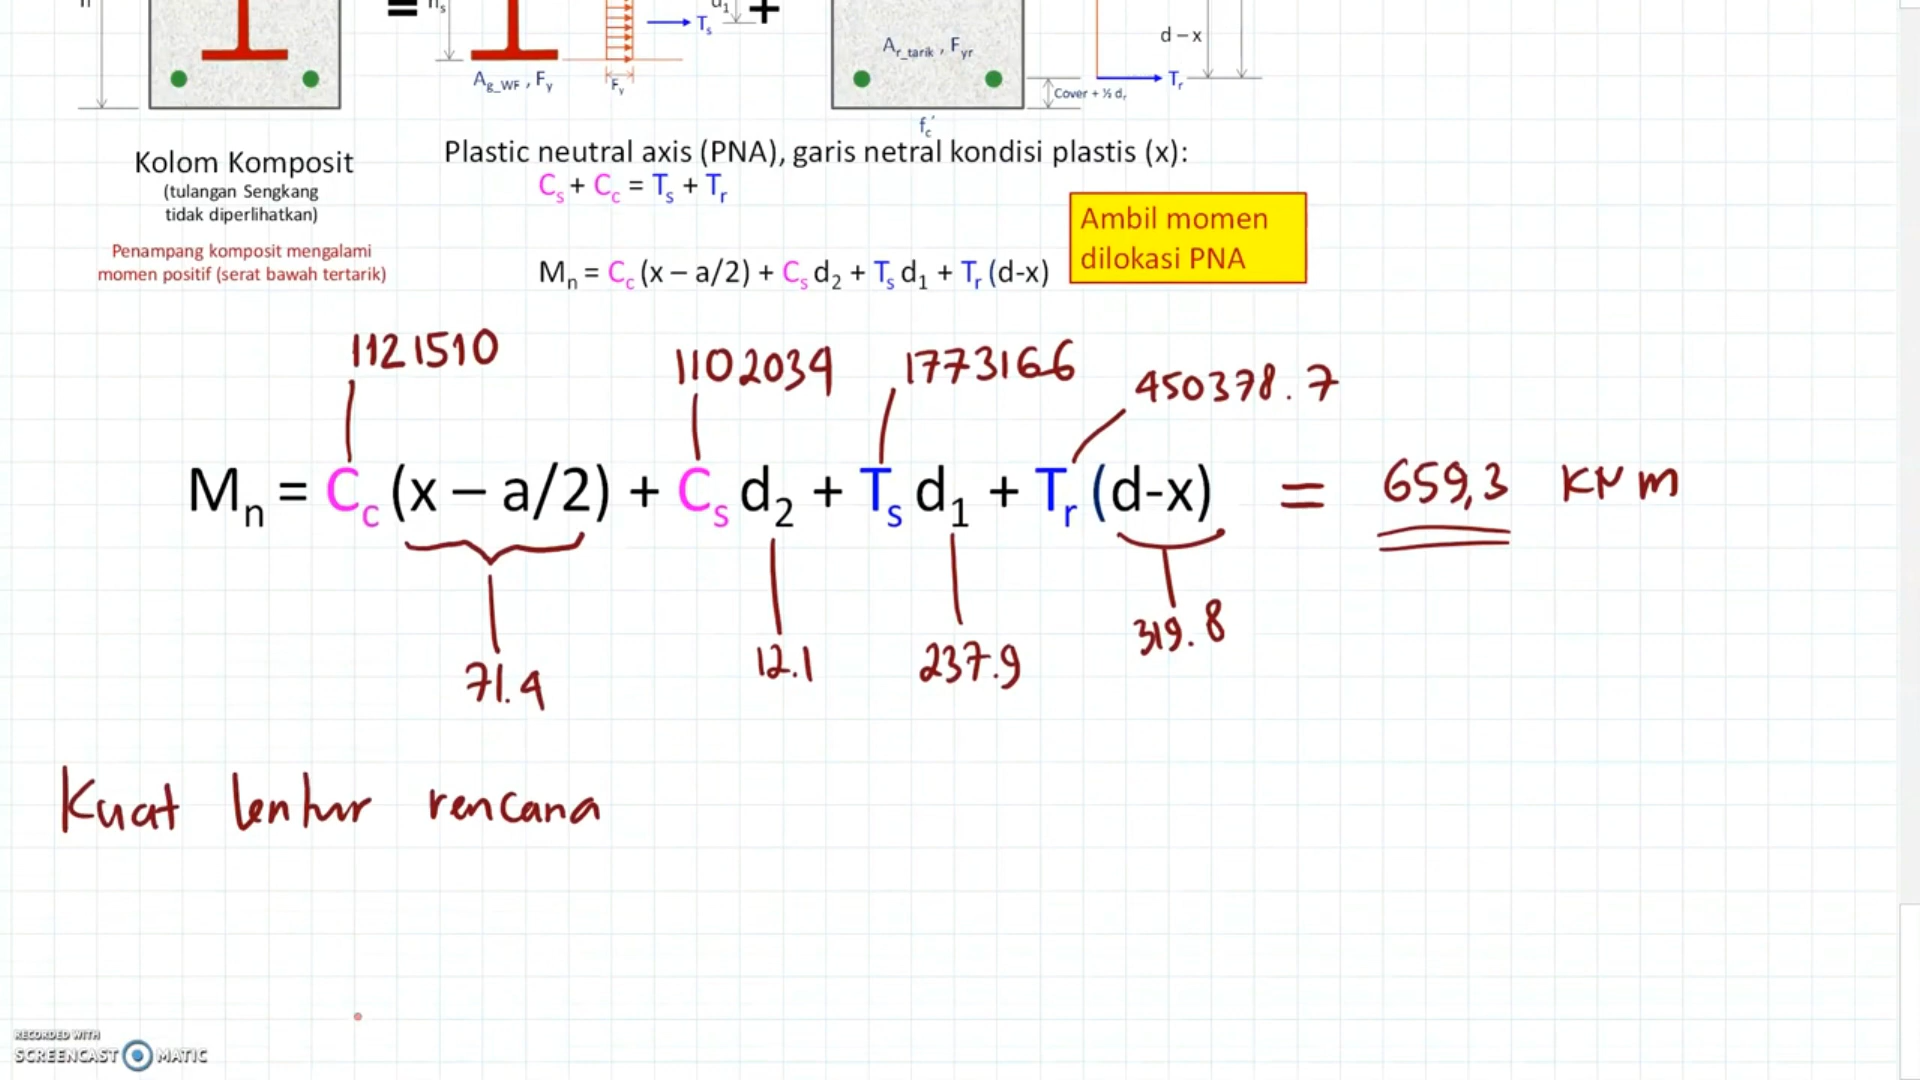 h
=
hs
Ts
d1
+
Ar_tarik , Fyr
d – x
Ag_WF , Fy
Fy
Tr
Cover + ½ dr
fc′
Kolom Komposit
(tulangan Sengkang
tidak diperlihatkan)
Penampang komposit mengalami
momen positif (serat bawah tertarik)
Plastic neutral axis (PNA), garis netral kondisi plastis (x):
Cs + Cc = Ts + Tr
Mn = Cc (x – a/2) + Cs d2 + Ts d1 + Tr (d-x)
Ambil momen
dilokasi PNA
1121510
1102034
1773166
450378.7
Mn = Cc (x – a/2) + Cs d2 + Ts d1 + Tr (d-x) = 659,3 KN m
71.4
12.1
237.9
319.8
Kuat lentur rencana
RECORDED WITH
SCREENCAST MATIC